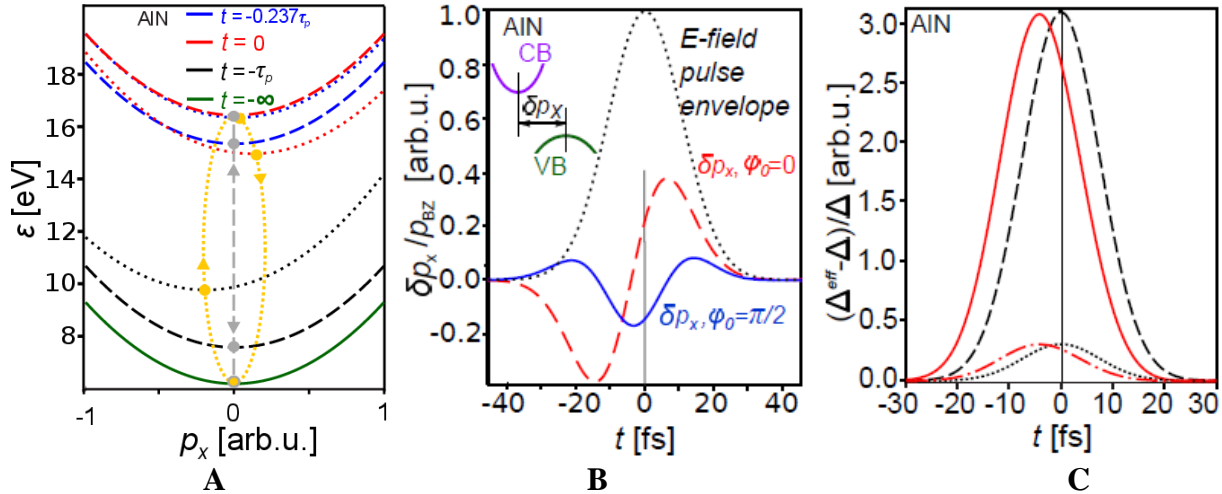 AlN
t=-0.237τp
t=0
t=-τp
t=-∞
18
16
14
12
10
8
ε [eV]
-1
0
1
px [arb.u.]
A
AlN
CB
δpx
VB
E-field
pulse
envelope
δpx, φ0=0
δpx, φ0=π/2
1.0
0.8
0.6
0.4
0.2
0.0
-0.2
δpx/pBZ [arb.u.]
-40
-20
0
20
40
t [fs]
B
AlN
3.0
2.5
2.0
1.5
1.0
0.5
0.0
(Δeff-Δ)/Δ [arb.u.]
-30
-20
-10
0
10
20
30
t [fs]
C